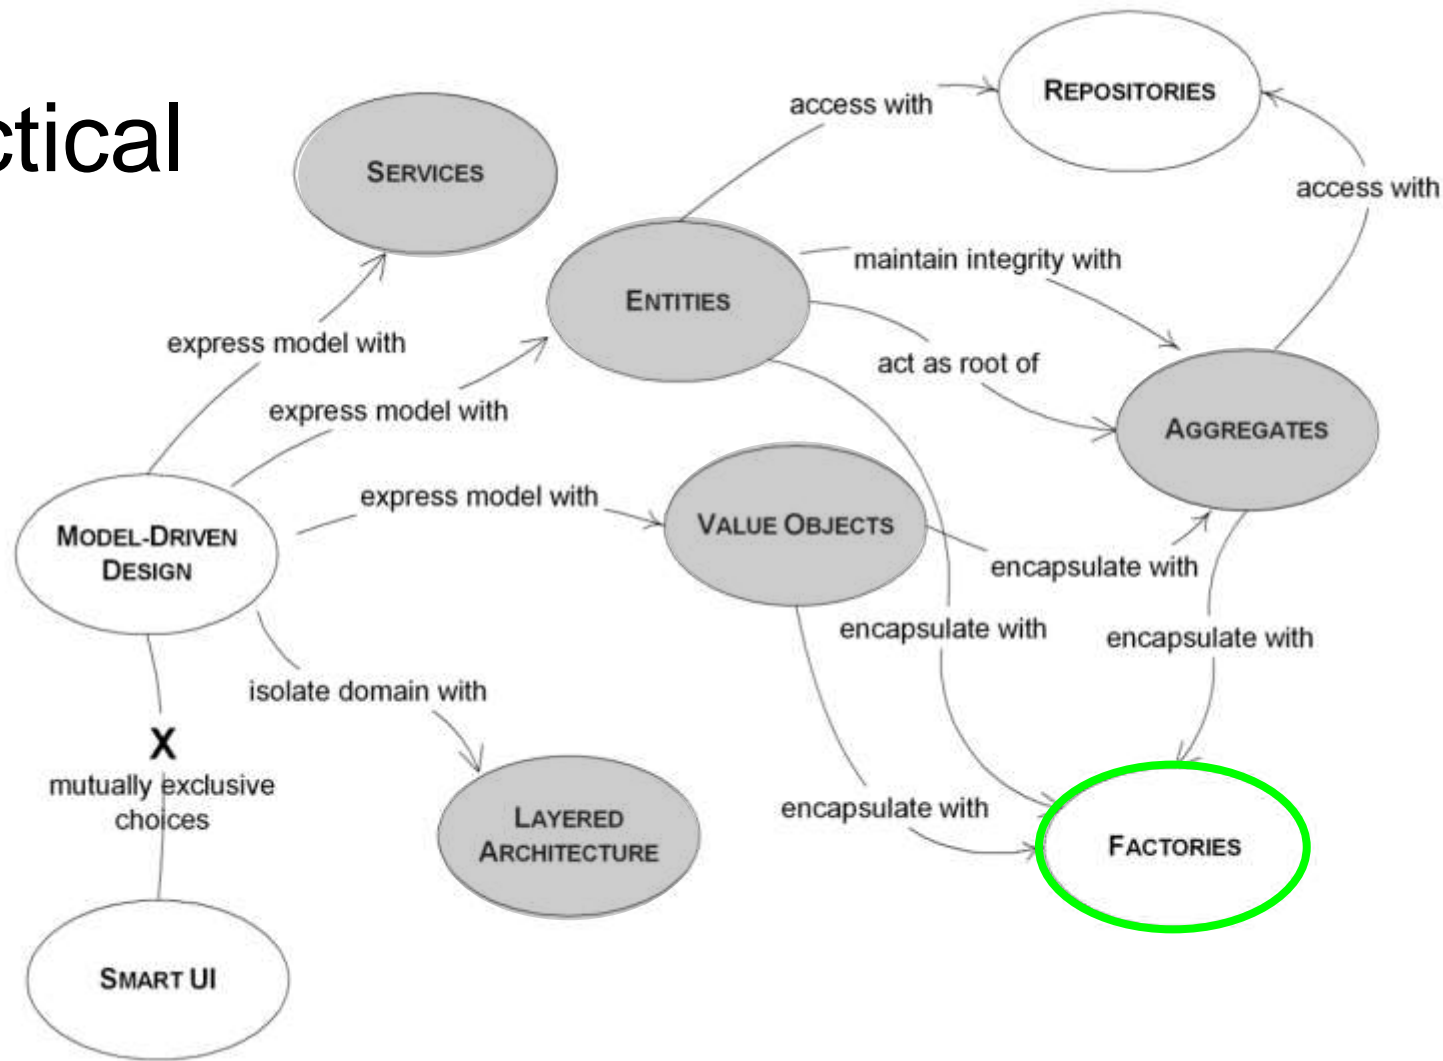 ctical
REPOSITORIES
access with
SERVICES
access with
maintain integrity with
ENTITIES
express model with
act as root of
express model with
AGGREGATES
express model with
VALUE OBJECTS
MODEL-DRIVEN
DESIGN
encapsulate with
encapsulate with
encapsulate with
isolate domain with
X
mutually exclusive
choices
encapsulate with
LAYERED
ARCHITECTURE
FACTORIES
SMART UI